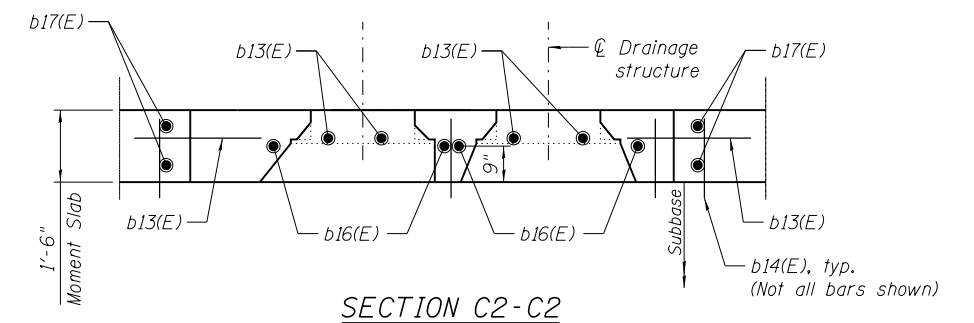 b17(E)
b13(E)
b13(E)
℄ Drainage
structure
b17(E)
1'-6"
Moment Slab
9"
Subbase
b13(E)
b16(E)
b16(E)
b13(E)
b14(E), typ.
(Not all bars shown)
SECTION C2-C2